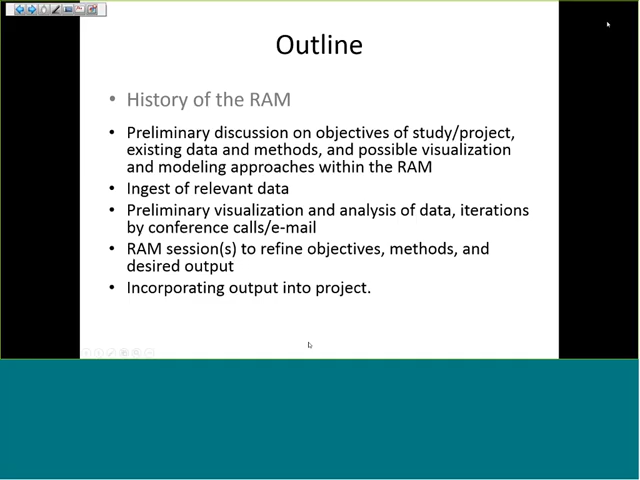 Outline
• History of the RAM
• Preliminary discussion on objectives of study/project,
existing data and methods, and possible visualization
and modeling approaches within the RAM
• Ingest of relevant data
• Preliminary visualization and analysis of data, iterations
by conference calls/e-mail
• RAM session(s) to refine objectives, methods, and
desired output
• Incorporating output into project.